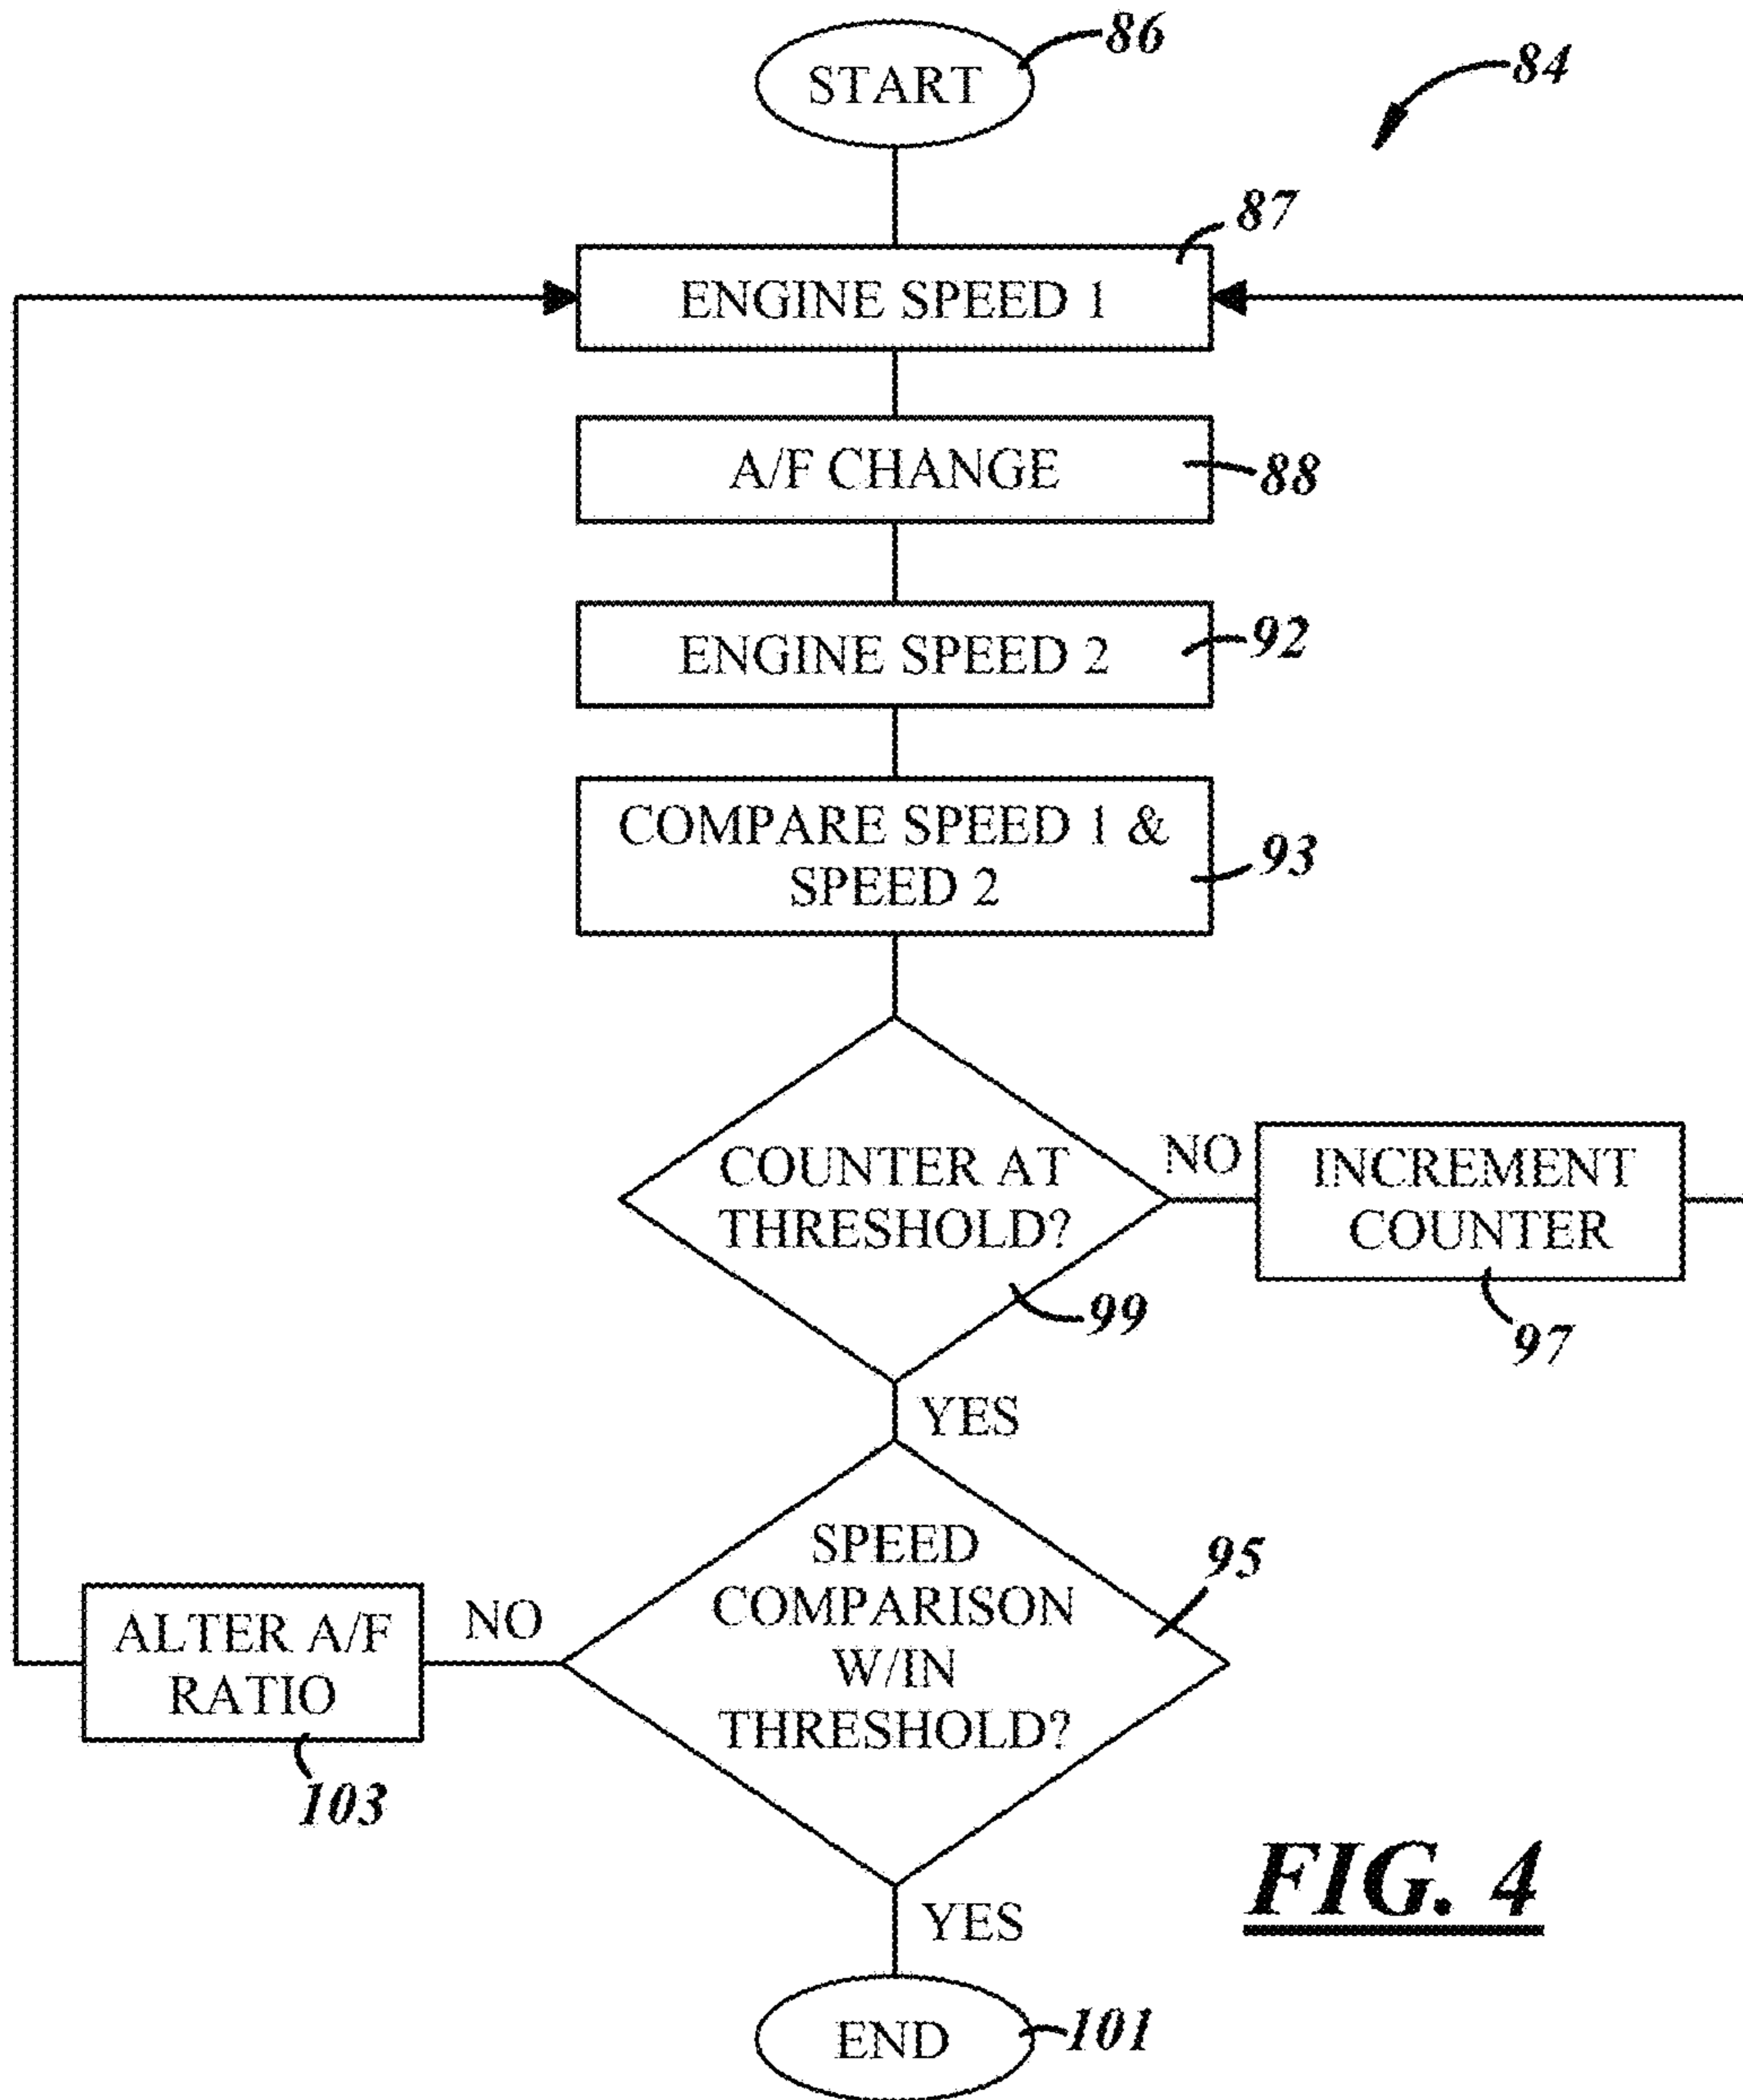 86
START
84
87
ENGINE SPEED 1
A/F CHANGE
88
ENGINE SPEED 2
92
COMPARE SPEED 1 &
SPEED 2
93
COUNTER AT
THRESHOLD?
99
NO
INCREMENT
COUNTER
97
YES
SPEED
COMPARISON
W/IN
THRESHOLD?
95
NO
ALTER A/F
RATIO
103
YES
FIG. 4
END
101